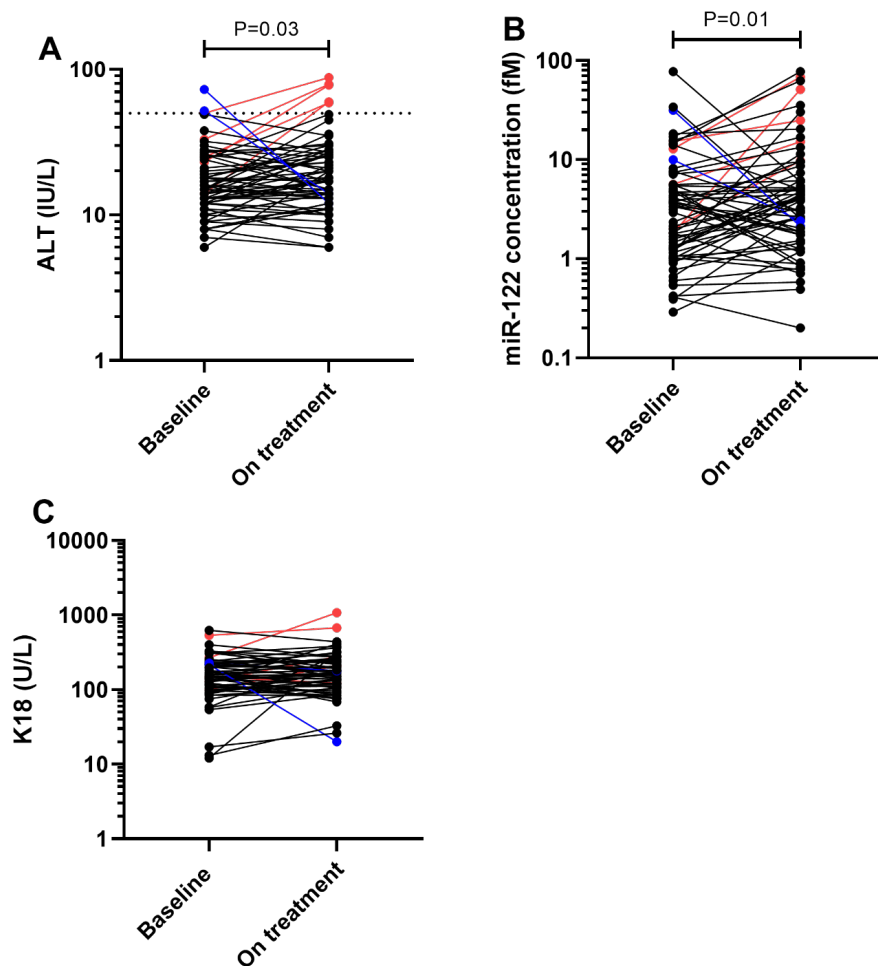 A
P=0.03
ALT (IU/L)
100
10
1
Baseline
On treatment
B
P=0.01
miR-122 concentration (fM)
100
10
1
0.1
Baseline
On treatment
C
K18 (U/L)
10000
1000
100
10
1
Baseline
On treatment